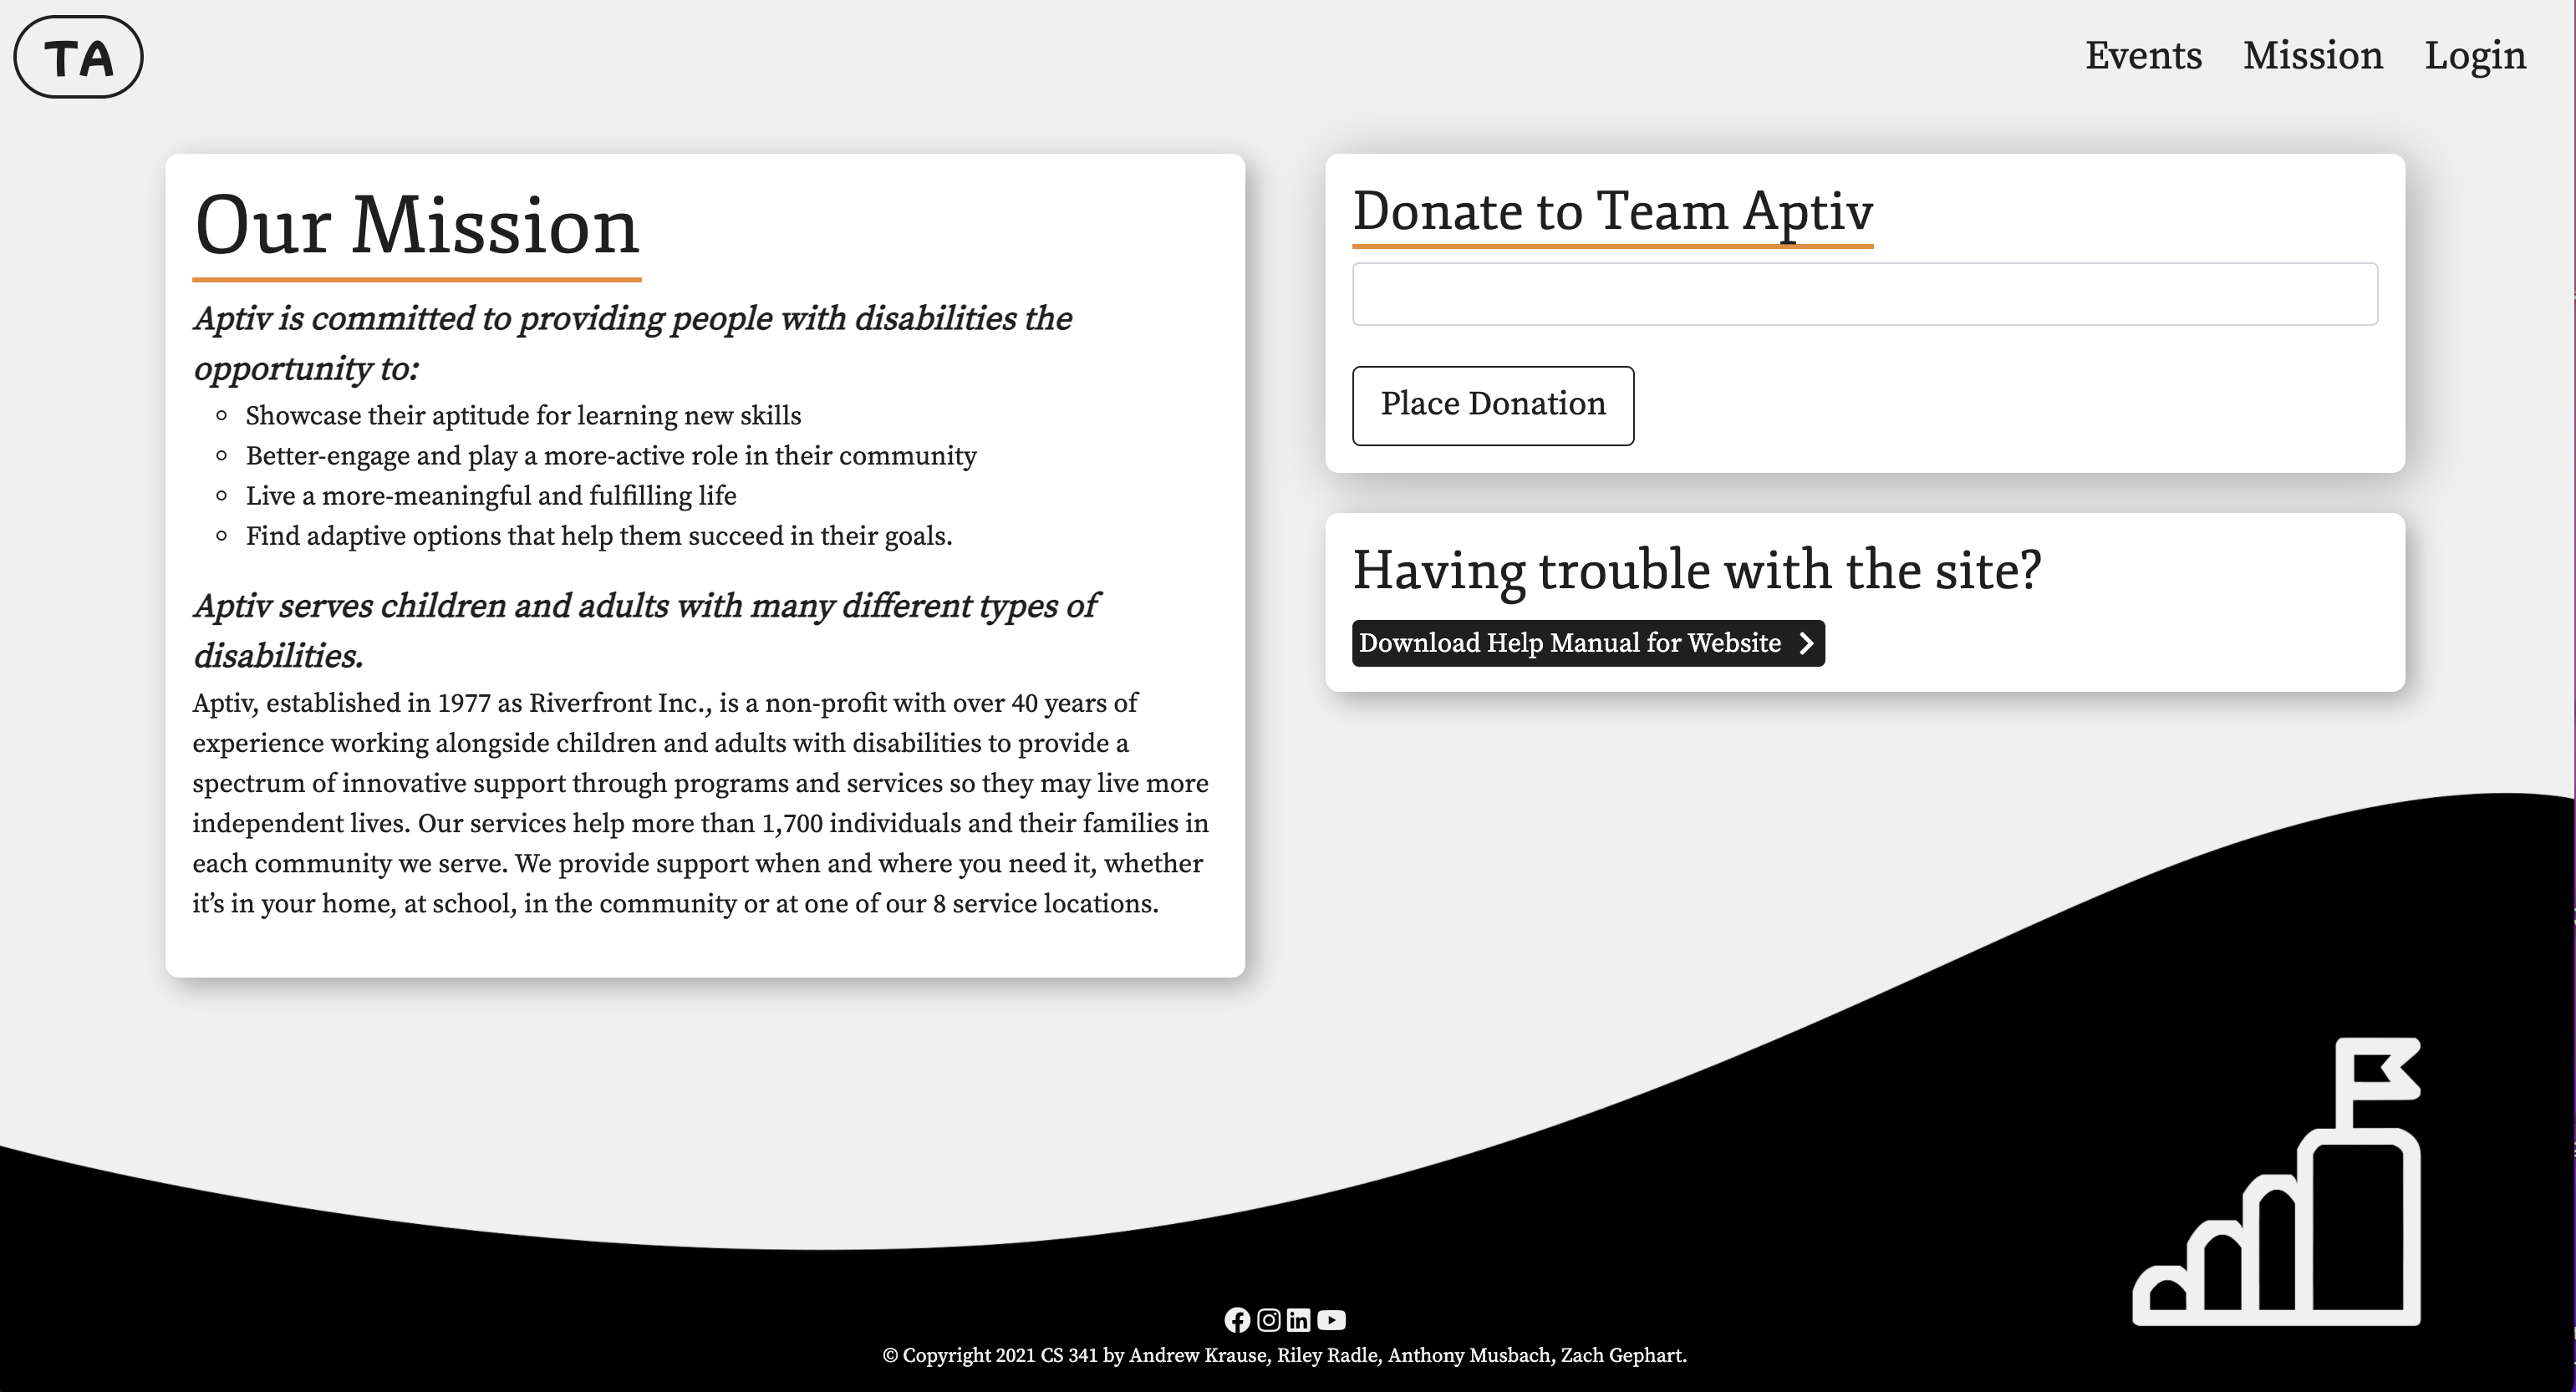 TA
Events Mission Login
Our Mission
Aptiv is committed to providing people with disabilities the
opportunity to:
Showcase their aptitude for learning new skills
Better-engage and play a more-active role in their community
Live a more-meaningful and fulfilling life
Find adaptive options that help them succeed in their goals.
Aptiv serves children and adults with many different types of
disabilities.
Aptiv, established in 1977 as Riverfront Inc., is a non-profit with over 40 years of
experience working alongside children and adults with disabilities to provide a
spectrum of innovative support through programs and services so they may live more
independent lives. Our services help more than 1,700 individuals and their families in
each community we serve. We provide support when and where you need it, whether
it’s in your home, at school, in the community or at one of our 8 service locations.
Donate to Team Aptiv
Place Donation
Having trouble with the site?
Download Help Manual for Website
© Copyright 2021 CS 341 by Andrew Krause, Riley Radle, Anthony Musbach, Zach Gephart.